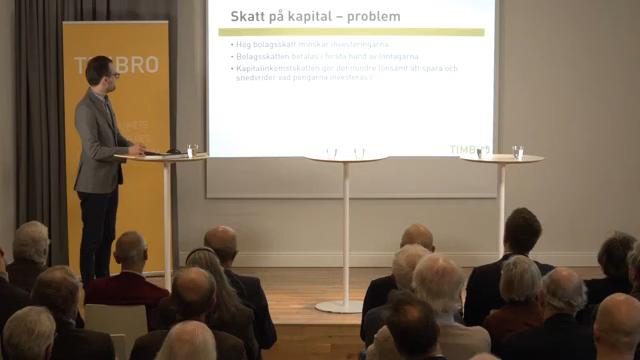 Skatt på kapital – problem
TIMBRO
• Hög bolagsskatt minskar investeringarna
• Bolagsskatten betalas i första hand av löntagarna
• Kapitalinkomstskatten gör det mindre lönsamt att spara och
snedvrider vad pengarna investeras i
TIMBRO